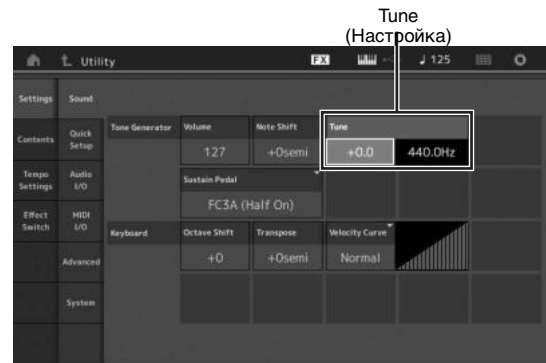 Tune
(Настройка)
Utility
FX
125
Settings
Sound
Contents
Quick
Setup
Tone Generator
Volume
Note Shift
Tune
127
+0semi
+0.0
440.0Hz
Tempo
Settings
Audio
I/O
Sustain Pedal
FC3A (Half On)
Effect
Switch
MIDI
I/O
Keyboard
Octave Shift
Transpose
Velocity Curve
+0
+0semi
Normal
Advanced
System